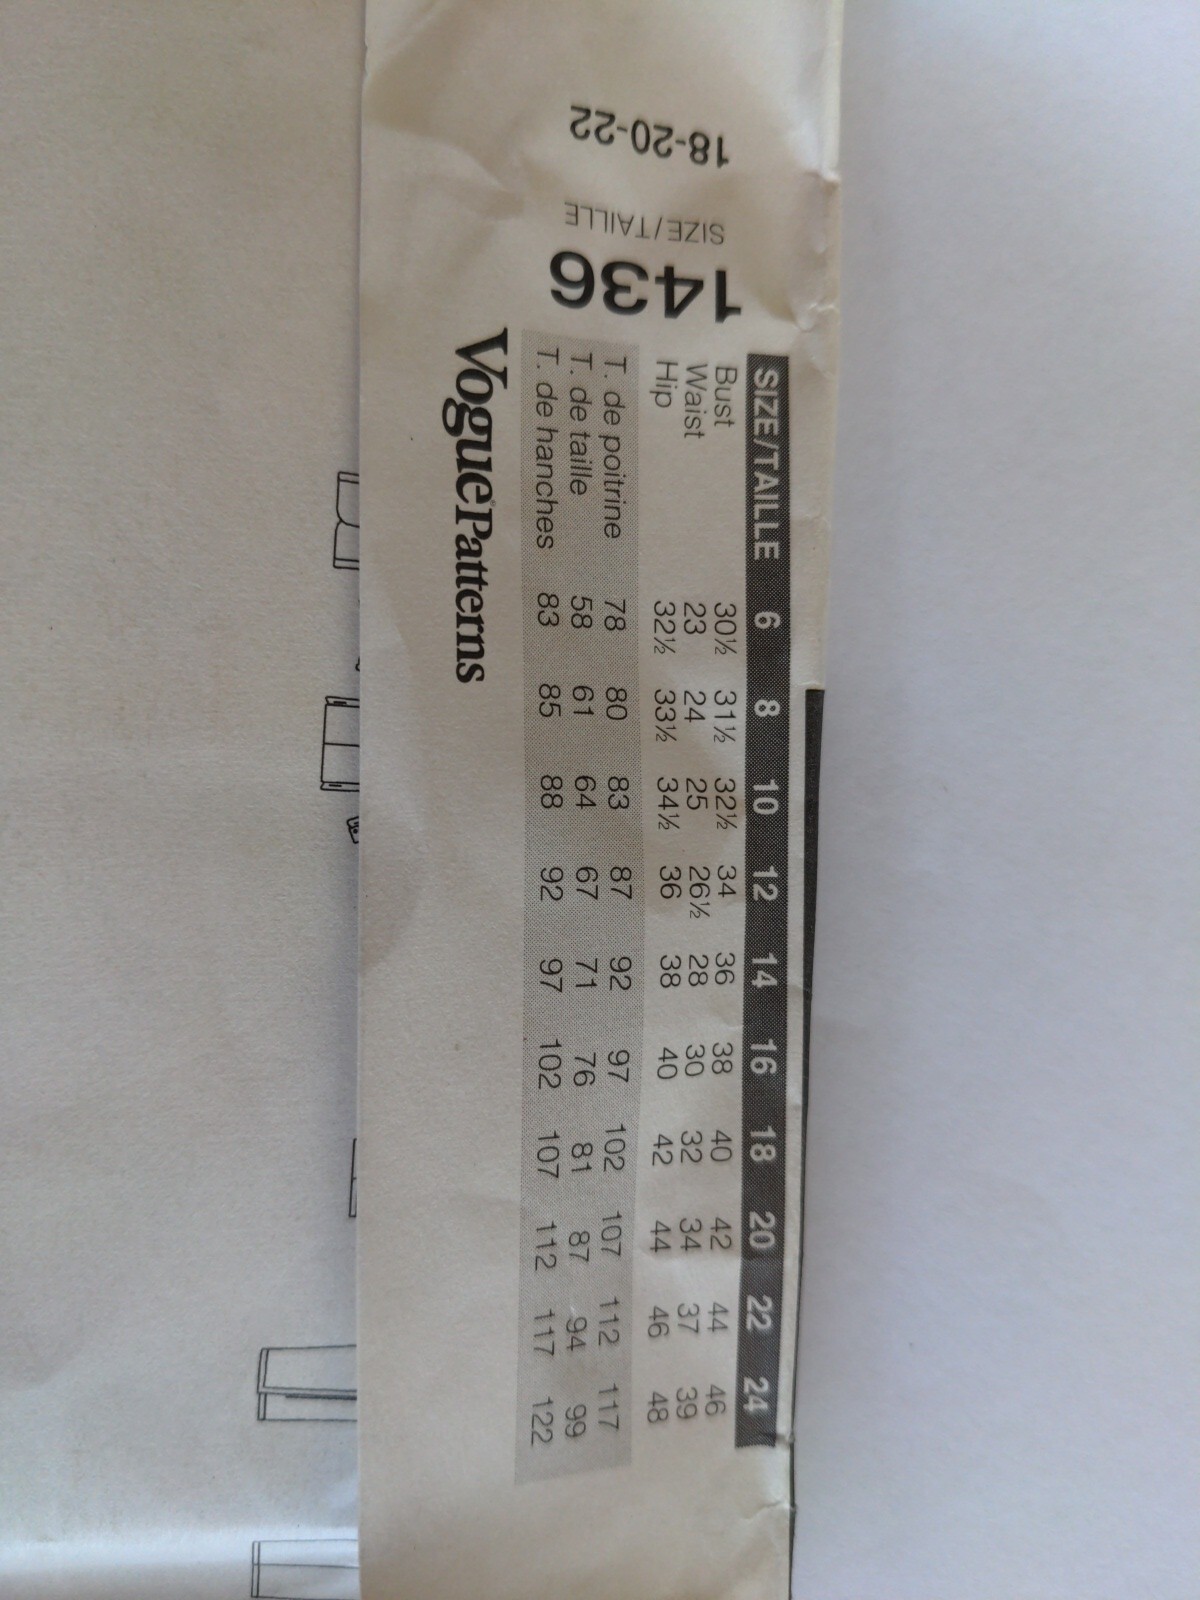 18-20-22
SIZE/TAILLE
1436
SIZE/TAILLE 6 8 10 12 14 16 18 20 22 24
Bust 30½ 31½ 32½ 34 36 38 40 42 44 46
Waist 23 24 25 26½ 28 30 32 34 37 39
Hip 32½ 33½ 34½ 36 38 40 42 44 46 48
T. de poitrine 78 80 83 87 92 97 102 107 112 117
T. de taille 58 61 64 67 71 76 81 87 94 99
T. de hanches 83 85 88 92 97 102 107 112 117 122
Vogue Patterns